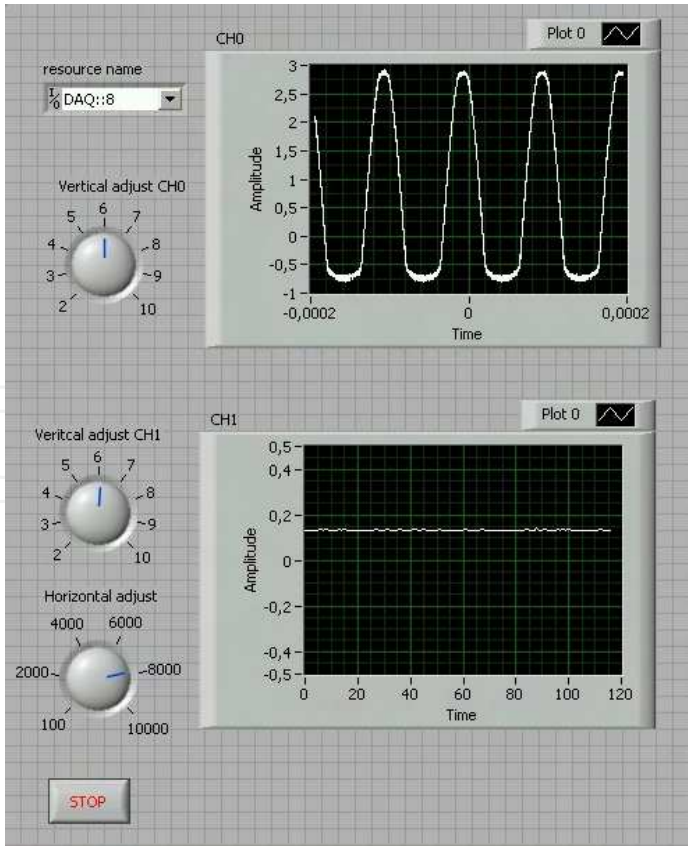 CH0
Plot 0
resource name
I/0 DAQ::8
Vertical adjust CH0
2 3 4 5 6 7 8 9 10
3
2,5
2
1,5
1
0,5
0
-0,5
-1
Amplitude
-0,0002 0 0,0002
Time
CH1
Plot 0
Veritcal adjust CH1
2 3 4 5 6 7 8 9 10
0,5
0,4
0,2
0
-0,2
-0,4
-0,5
Amplitude
0 20 40 60 80 100 120
Time
Horizontal adjust
100 2000 4000 6000 8000 10000
STOP